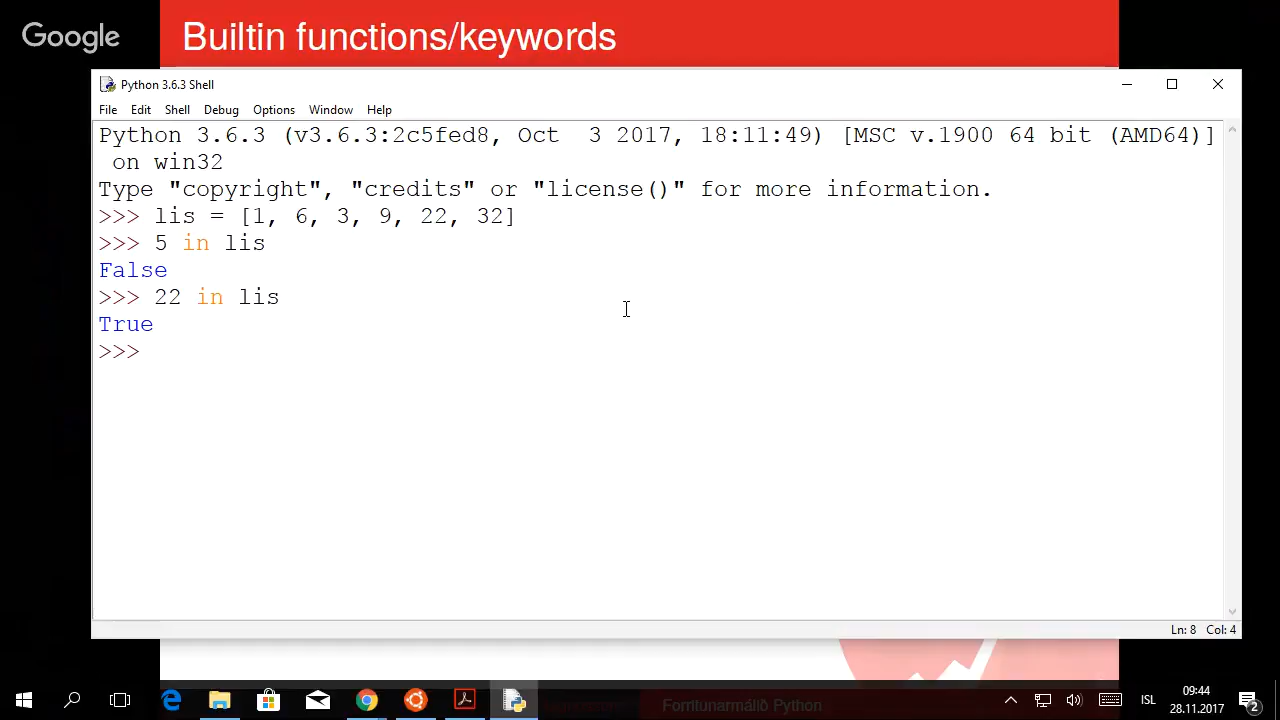 Google
Builtin functions/keywords
Python 3.6.3 Shell
File Edit Shell Debug Options Window Help
Python 3.6.3 (v3.6.3:2c5fed8, Oct  3 2017, 18:11:49) [MSC v.1900 64 bit (AMD64)]
 on win32
Type "copyright", "credits" or "license()" for more information.
>>> lis = [1, 6, 3, 9, 22, 32]
>>> 5 in lis
False
>>> 22 in lis
True
>>>
Ln: 8 Col: 4
Forritunarmálið Python
ISL
09:44
28.11.2017
2